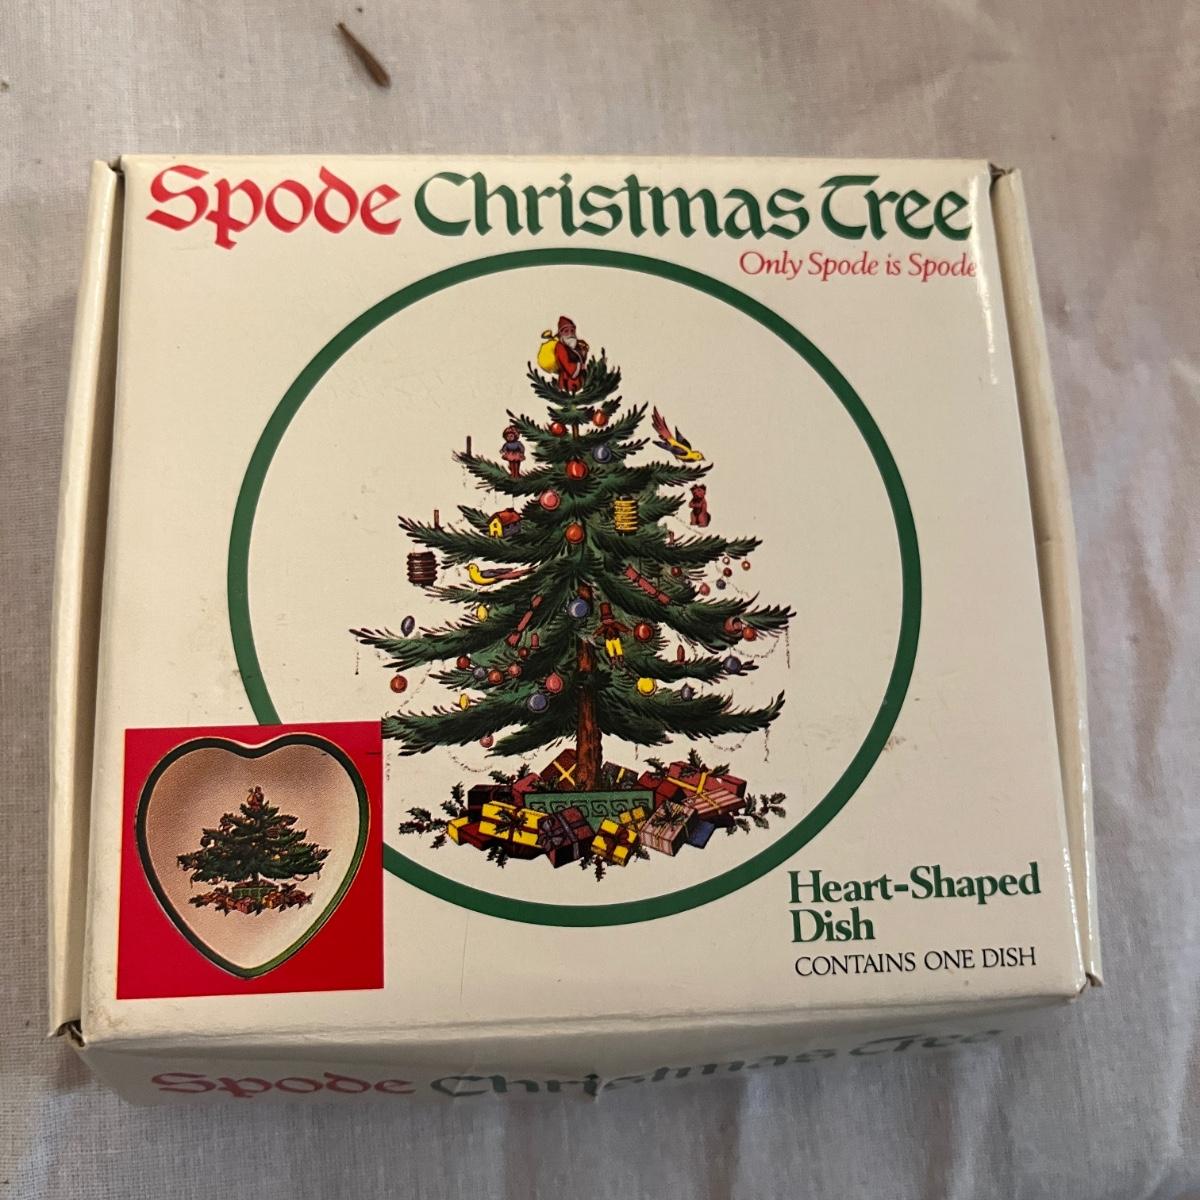 Spode Christmas Tree
Only Spode is Spode
Heart-Shaped
Dish
CONTAINS ONE DISH
Spode Christmas Tree